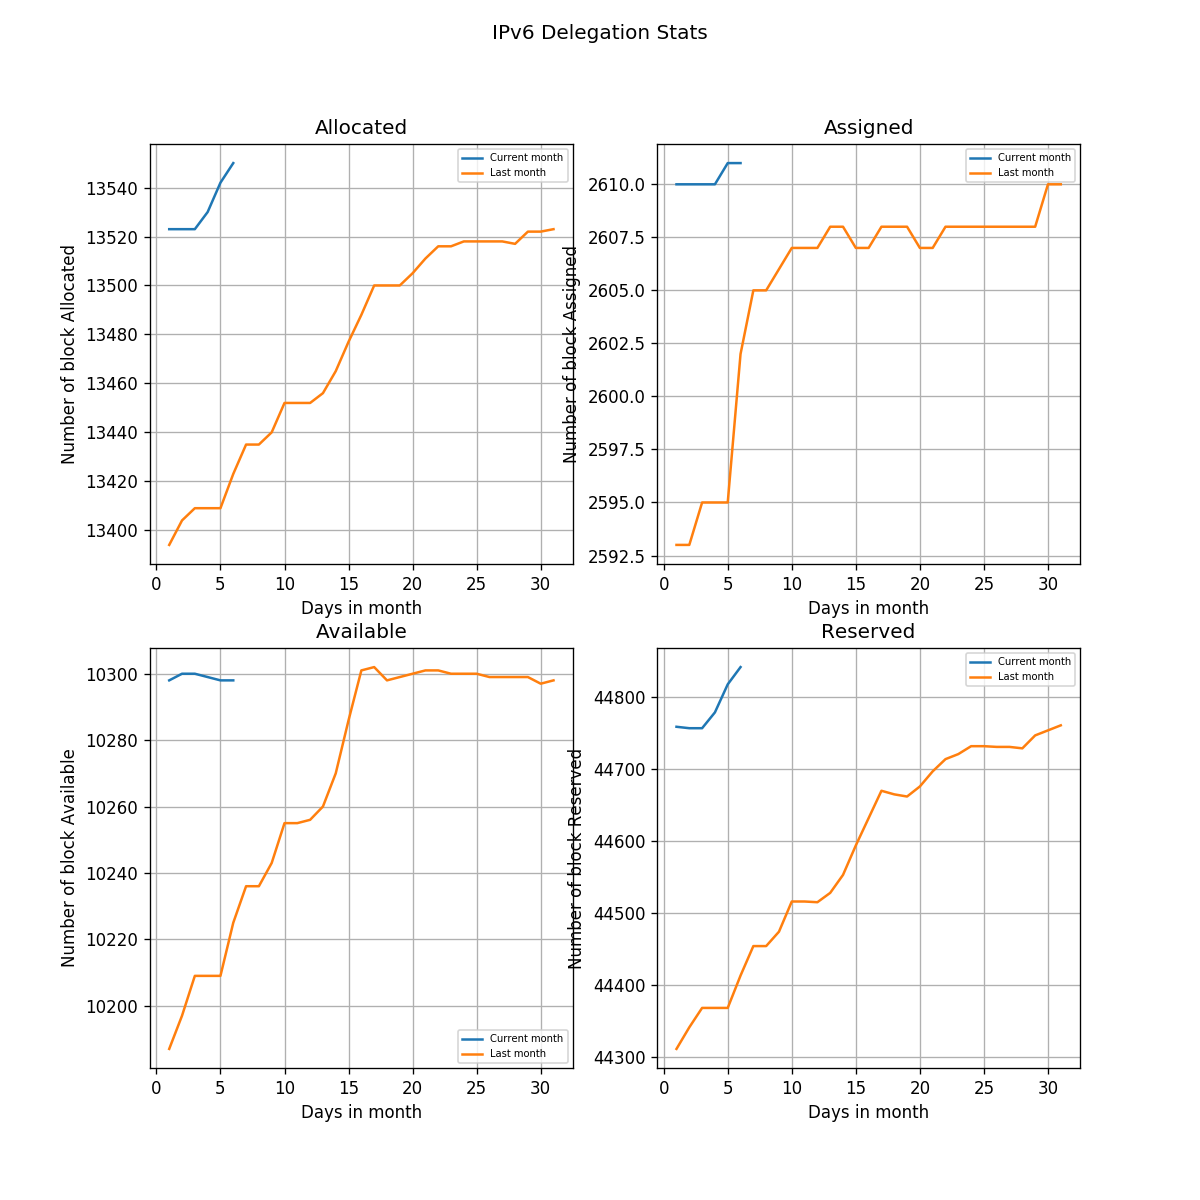 IPv6 Delegation Stats
Allocated
Number of block Allocated
13540
13520
13500
13480
13460
13440
13420
13400
Current month
Last month
0 5 10 15 20 25 30
Days in month
Assigned
Number of block Assigned
2610.0
2607.5
2605.0
2602.5
2600.0
2597.5
2595.0
2592.5
Current month
Last month
0 5 10 15 20 25 30
Days in month
Available
Number of block Available
10300
10280
10260
10240
10220
10200
Current month
Last month
0 5 10 15 20 25 30
Days in month
Reserved
Number of block Reserved
44800
44700
44600
44500
44400
44300
Current month
Last month
0 5 10 15 20 25 30
Days in month